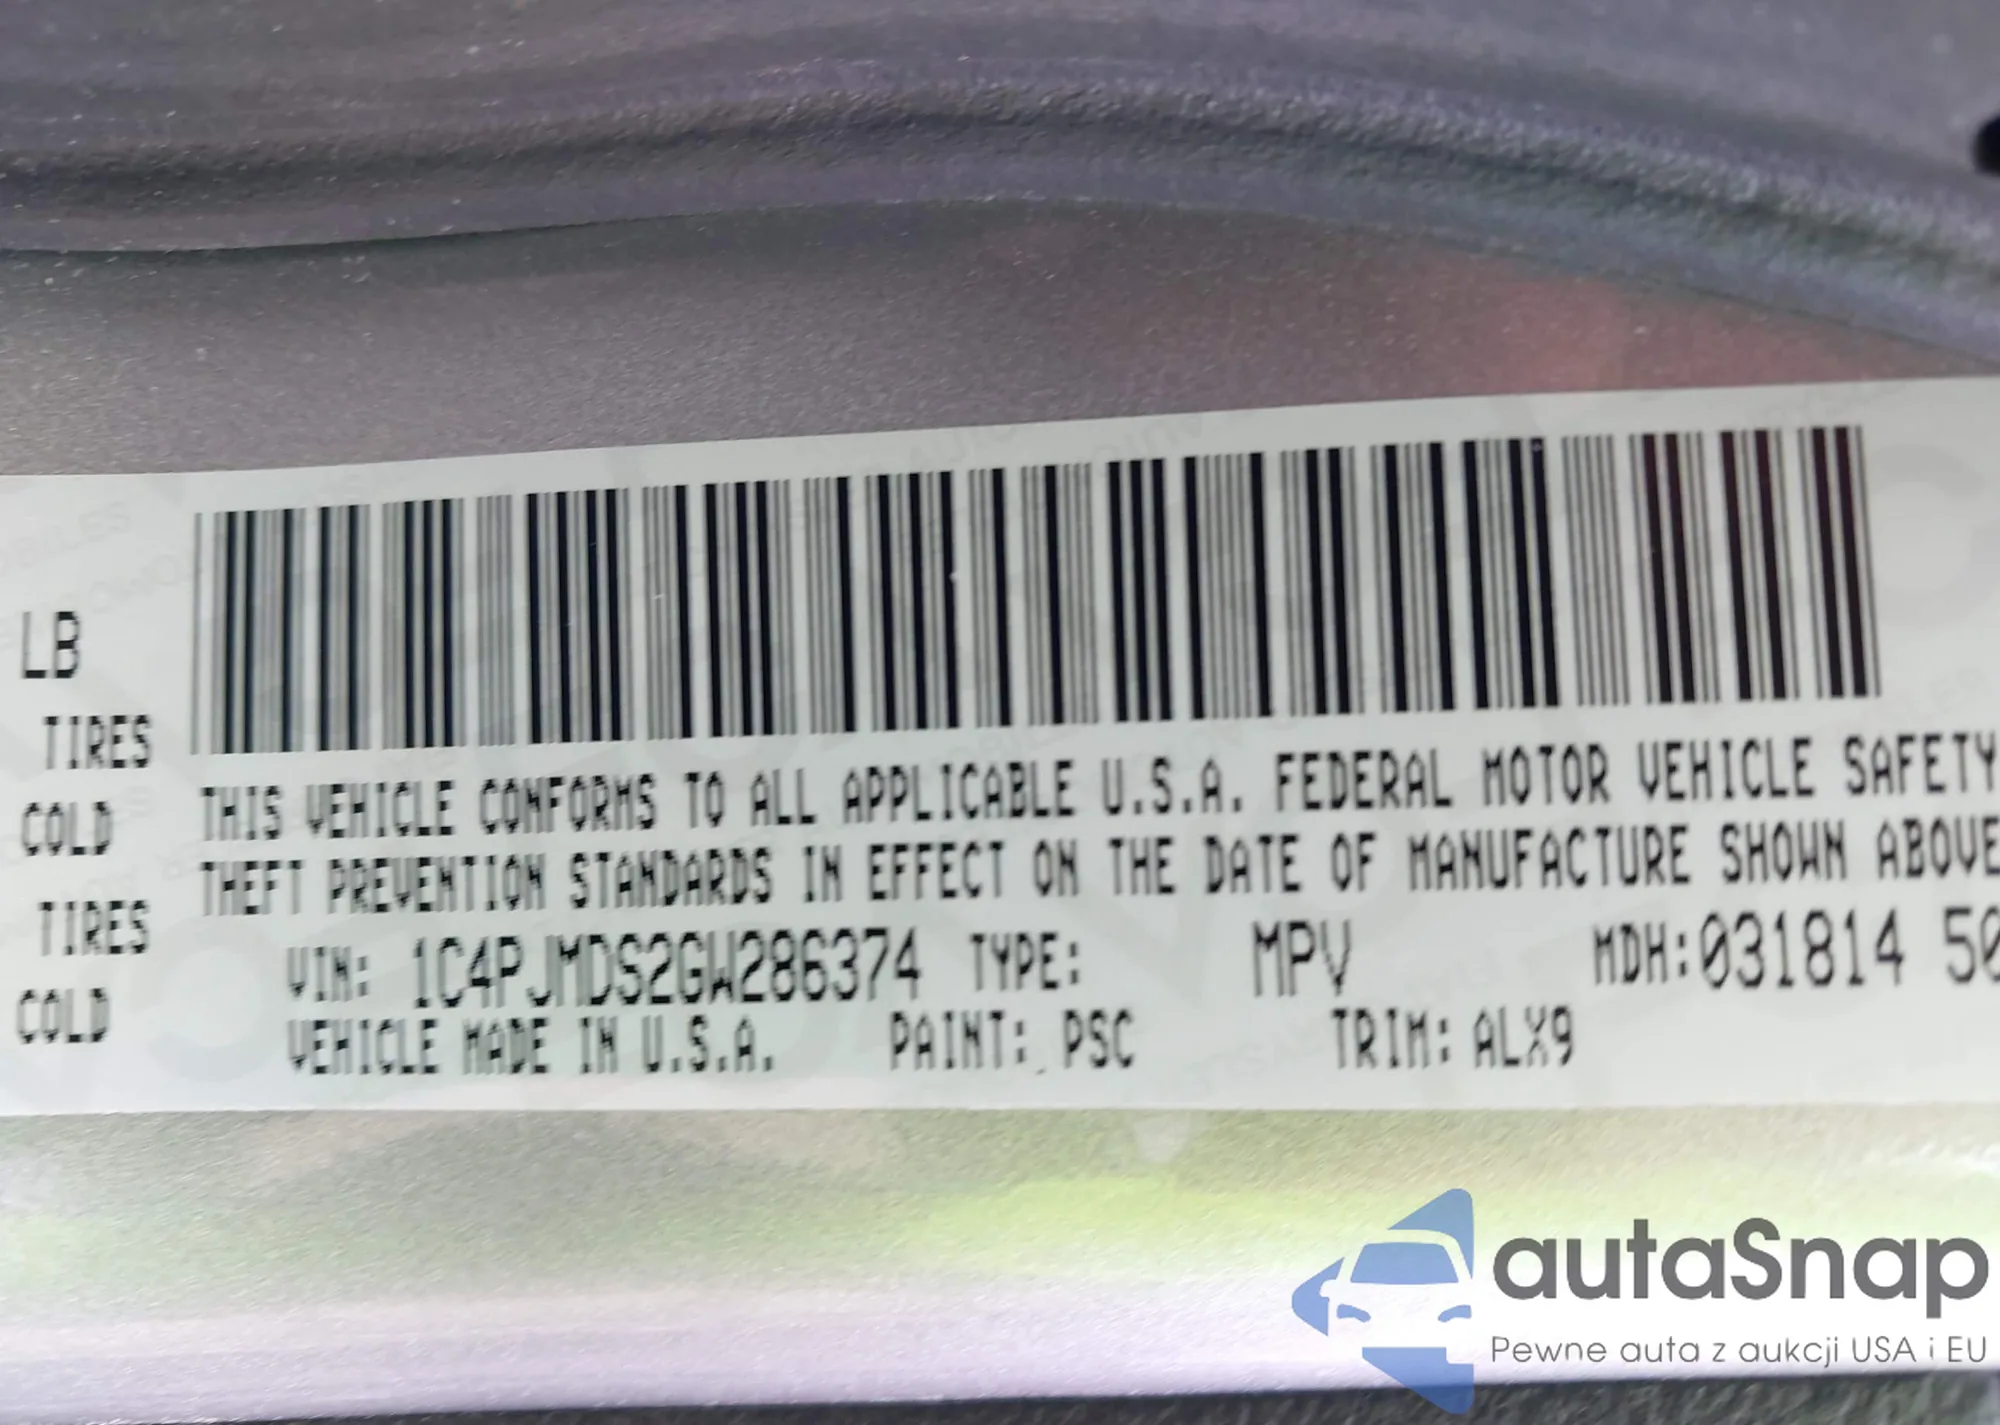 LB
TIRES
COLD
TIRES
COLD
THIS VEHICLE CONFORMS TO ALL APPLICABLE U.S.A. FEDERAL MOTOR VEHICLE SAFETY
THEFT PREVENTION STANDARDS IN EFFECT ON THE DATE OF MANUFACTURE SHOWN ABOVE
VIN: 1C4PJMDS2GW286374 TYPE: MPV MDH:031814 50
VEHICLE MADE IN U.S.A. PAINT: PSC TRIM: ALX9
autaSnap
Pewne auta z aukcji USA i EU